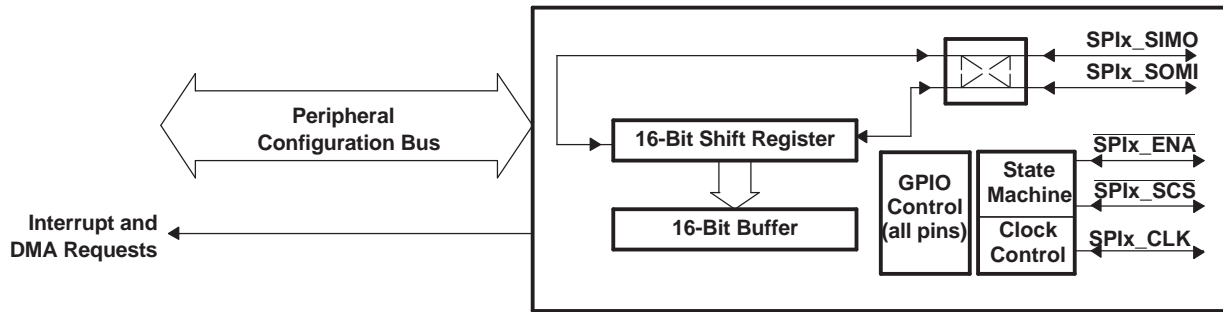 SPIx_SIMO
SPIx_SOMI
Peripheral
Configuration Bus
16-Bit Shift Register
16-Bit Buffer
Interrupt and
DMA Requests
GPIO
Control
(all pins)
State
Machine
Clock
Control
SPIx_ENA
SPIx_SCS
SPIx_CLK